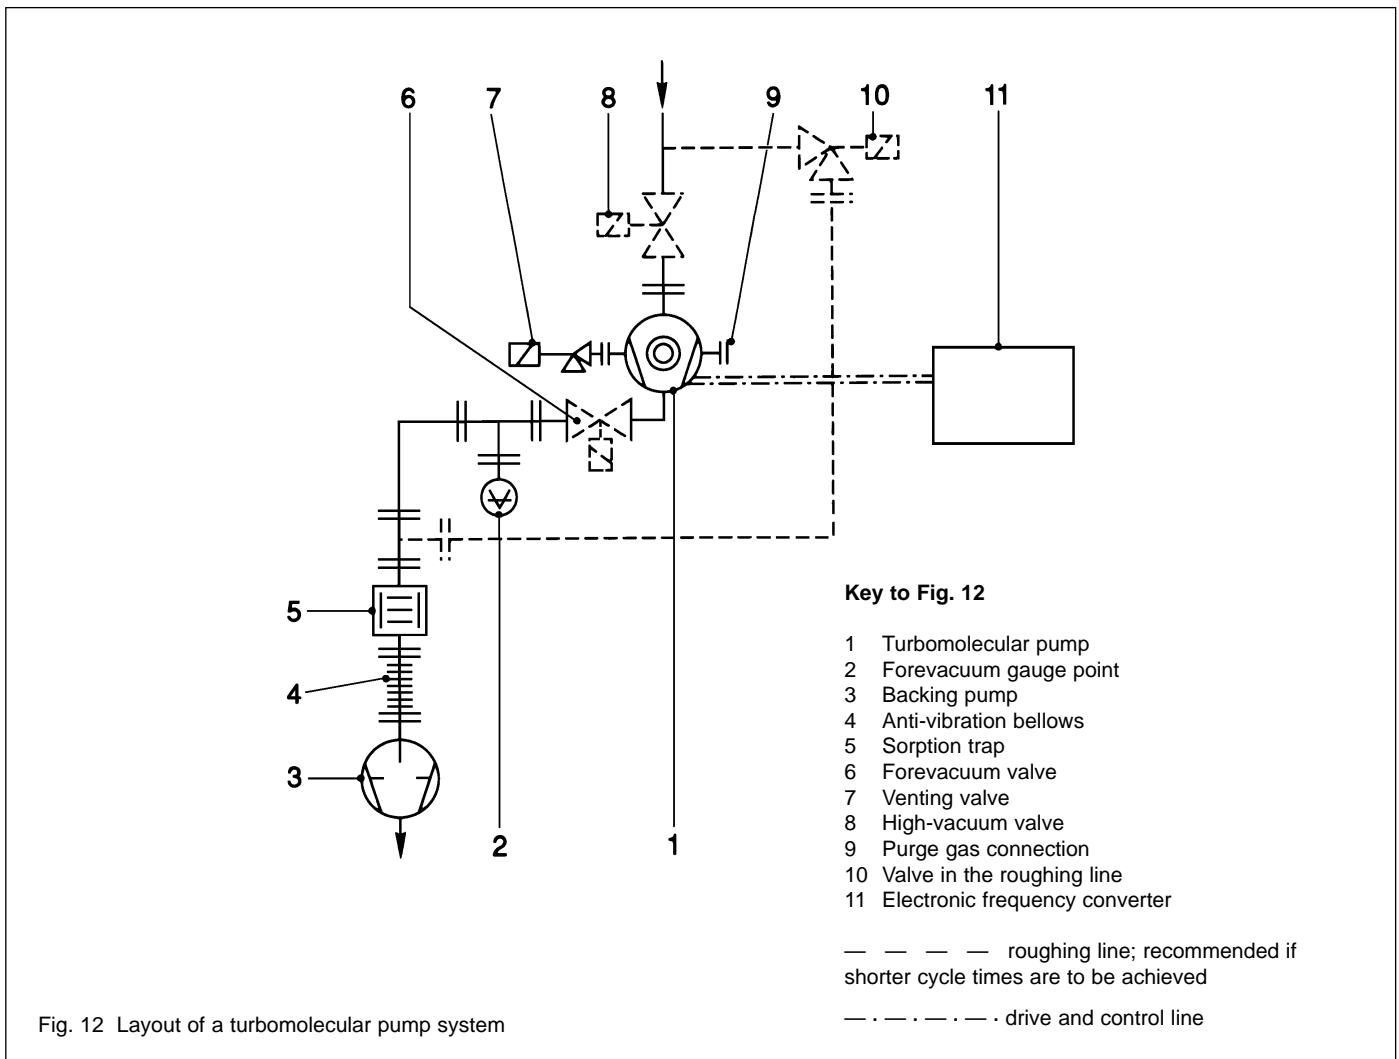 6 7 8 9 10 11
5
4
3
2 1
Key to Fig. 12
1 Turbomolecular pump
2 Forevacuum gauge point
3 Backing pump
4 Anti-vibration bellows
5 Sorption trap
6 Forevacuum valve
7 Venting valve
8 High-vacuum valve
9 Purge gas connection
10 Valve in the roughing line
11 Electronic frequency converter
— — — — roughing line; recommended if
shorter cycle times are to be achieved
— · — · — · — · drive and control line
Fig. 12 Layout of a turbomolecular pump system